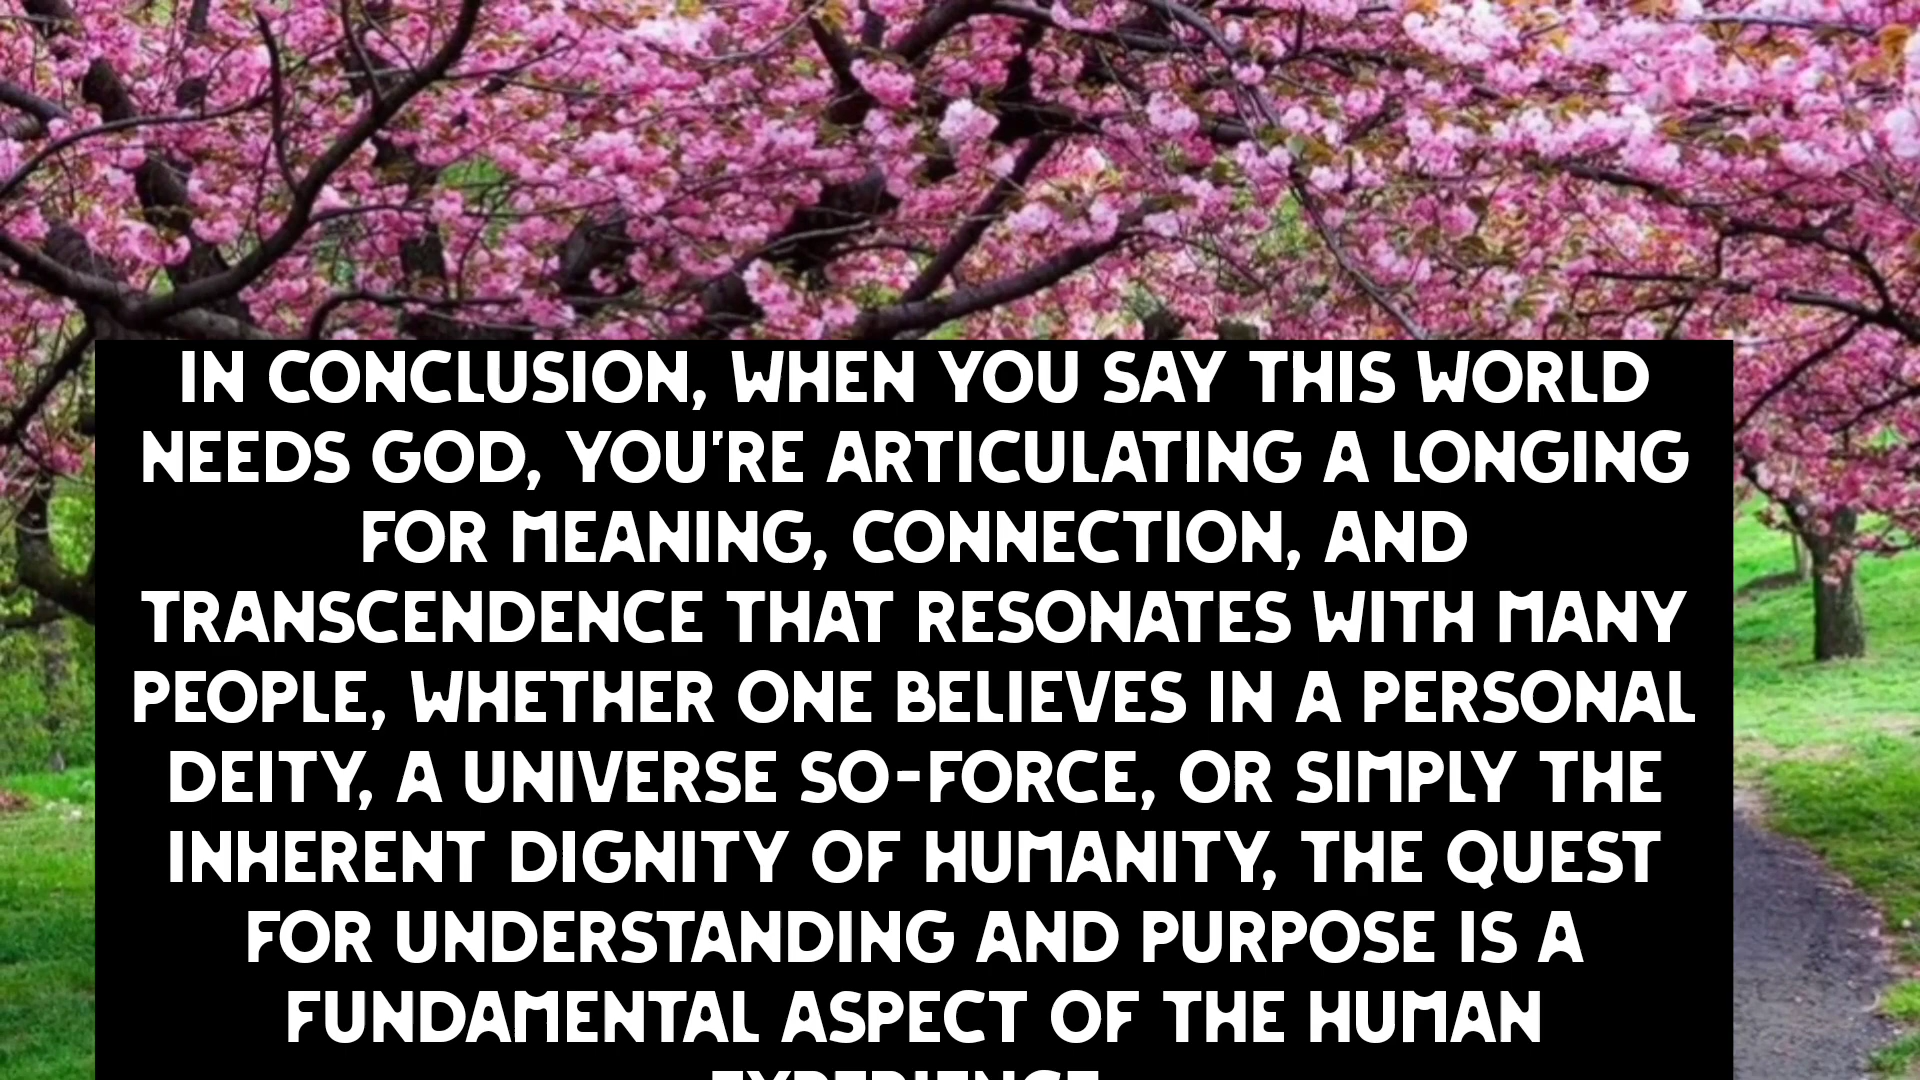 IN CONCLUSION, WHEN YOU SAY THIS WORLD
NEEDS GOD, YOU'RE ARTICULATING A LONGING
FOR MEANING, CONNECTION, AND
TRANSCENDENCE THAT RESONATES WITH MANY
PEOPLE, WHETHER ONE BELIEVES IN A PERSONAL
DEITY, A UNIVERSE SO-FORCE, OR SIMPLY THE
INHERENT DIGNITY OF HUMANITY, THE QUEST
FOR UNDERSTANDING AND PURPOSE IS A
FUNDAMENTAL ASPECT OF THE HUMAN